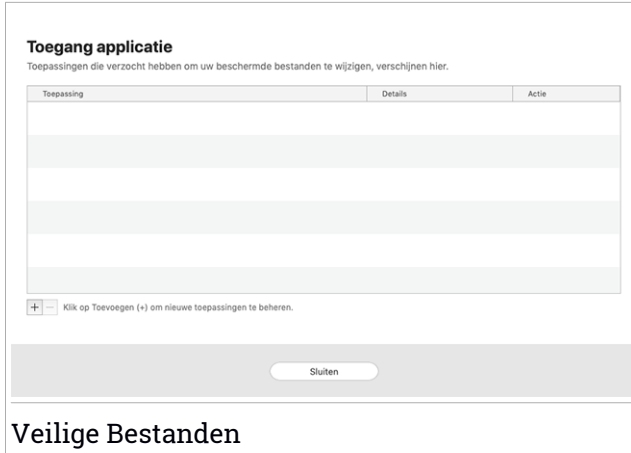 Toegang applicatie
Toepassingen die verzocht hebben om uw beschermde bestanden te wijzigen, verschijnen hier.
Toepassing Details Actie
+ − Klik op Toevoegen (+) om nieuwe toepassingen te beheren.
Sluiten
Veilige Bestanden